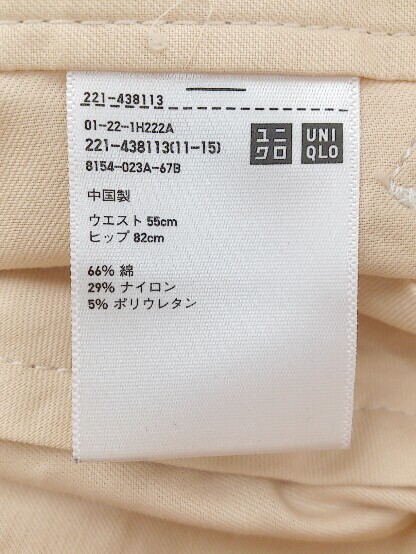 221-438113
01-22-1H222A
221-438113(11-15)
8154-023A-67B
ユニ
クロ
UNI
QLO
中国製
ウエスト 55cm
ヒップ 82cm
66% 綿
29% ナイロン
5% ポリウレタン